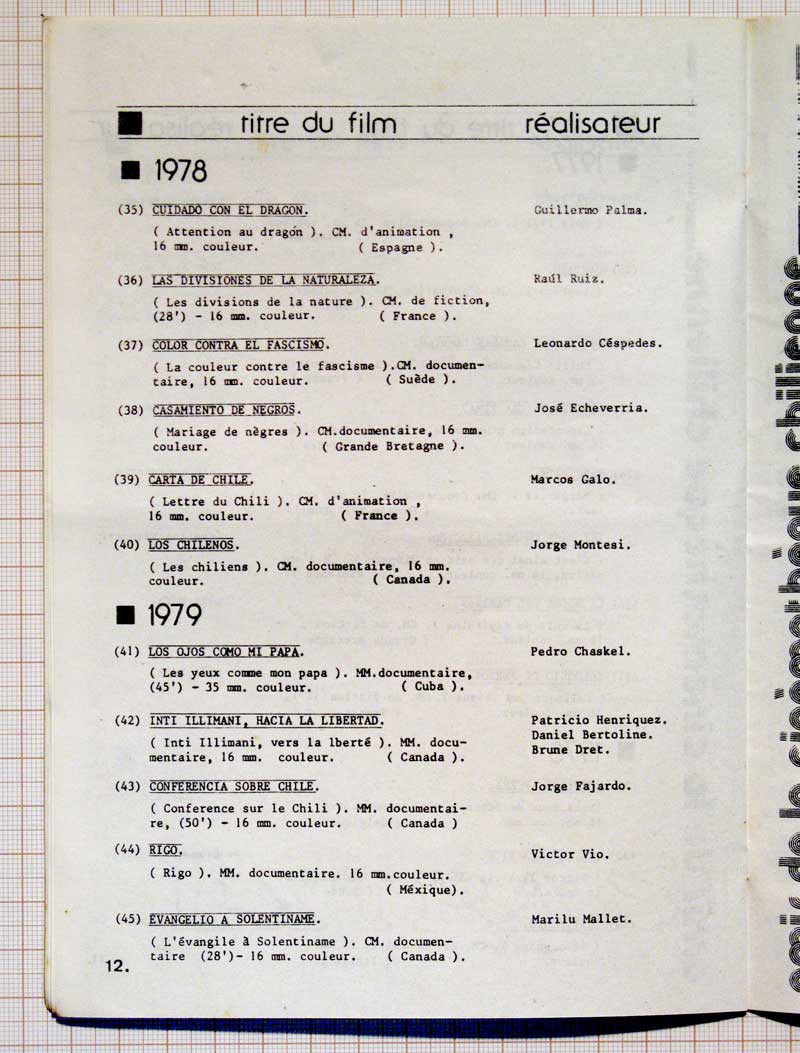 titre du film réalisateur
1978
(35) CUIDADO CON EL DRAGON. Guillermo Palma.
( Attention au dragón ). CM. d'animation ,
16 mm. couleur. ( Espagne ).
(36) LAS DIVISIONES DE LA NATURALEZA. Raúl Ruiz.
( Les divisions de la nature ). CM. de fiction,
(28') - 16 mm. couleur. ( France ).
(37) COLOR CONTRA EL FASCISMO. Leonardo Céspedes.
( La couleur contre le fascisme ).CM. documen-
taire, 16 mm. couleur. ( Suède ).
(38) CASAMIENTO DE NEGROS. José Echeverria.
( Mariage de nègres ). CM.documentaire, 16 mm.
couleur. ( Grande Bretagne ).
(39) CARTA DE CHILE. Marcos Galo.
( Lettre du Chili ). CM. d'animation ,
16 mm. couleur. ( France ).
(40) LOS CHILENOS. Jorge Montesi.
( Les chiliens ). CM. documentaire, 16 mm.
couleur. ( Canada ).
1979
(41) LOS OJOS COMO MI PAPA. Pedro Chaskel.
( Les yeux comme mon papa ). MM.documentaire,
(45') - 35 mm. couleur. ( Cuba ).
(42) INTI ILLIMANI, HACIA LA LIBERTAD. Patricio Henriquez.
Daniel Bertoline.
( Inti Illimani, vers la lberté ). MM. docu- Brune Dret.
mentaire, 16 mm. couleur. ( Canada ).
(43) CONFERENCIA SOBRE CHILE. Jorge Fajardo.
( Conference sur le Chili ). MM. documentai-
re, (50') - 16 mm. couleur. ( Canada )
(44) RIGO. Victor Vio.
( Rigo ). MM. documentaire. 16 mm.couleur.
( Méxique).
(45) EVANGELIO A SOLENTINAME. Marilu Mallet.
( L'évangile à Solentiname ). CM. documen-
taire (28')- 16 mm. couleur. ( Canada ).
12.
de la cinématheque chilienne